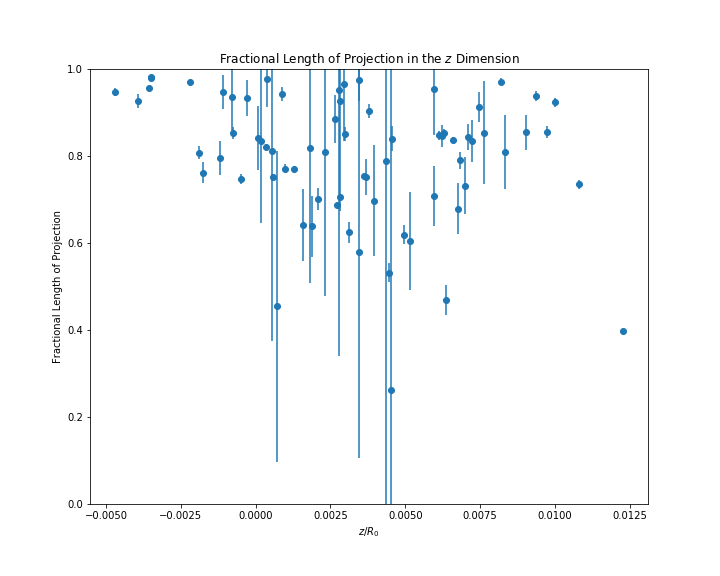 Fractional Length of Projection in the z Dimension
1.0
0.8
0.6
0.4
0.2
0.0
Fractional Length of Projection
−0.0050 −0.0025 0.0000 0.0025 0.0050 0.0075 0.0100 0.0125
z/R₀